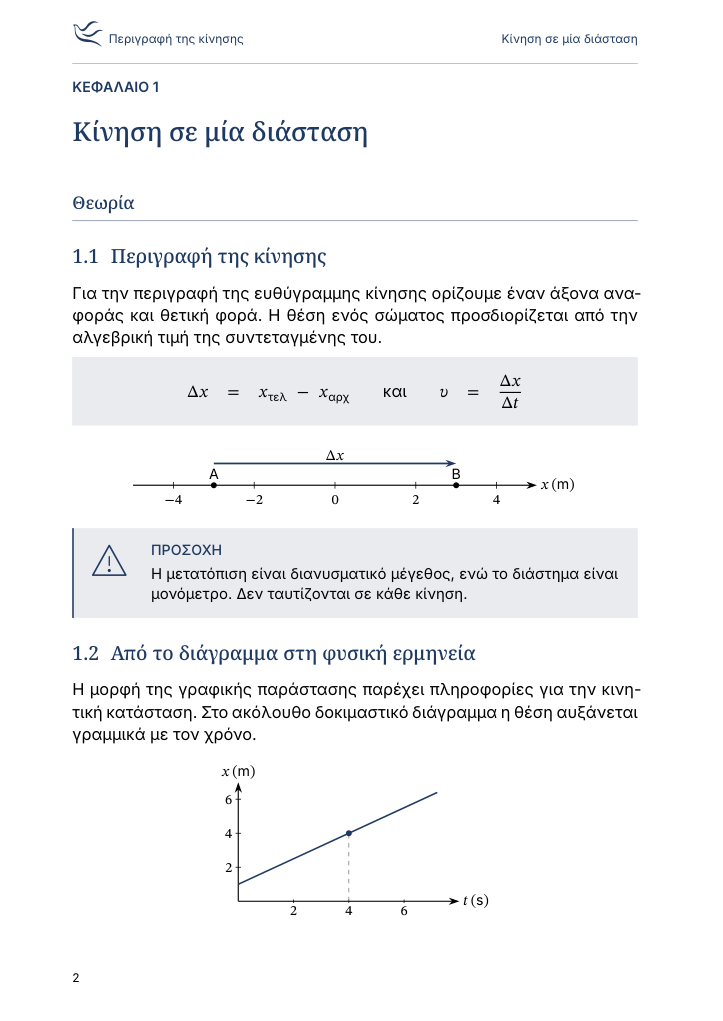 Περιγραφή της κίνησης Κίνηση σε μία διάσταση
ΚΕΦΑΛΑΙΟ 1
Κίνηση σε μία διάσταση
Θεωρία
1.1 Περιγραφή της κίνησης
Για την περιγραφή της ευθύγραμμης κίνησης ορίζουμε έναν άξονα ανα-
φοράς και θετική φορά. Η θέση ενός σώματος προσδιορίζεται από την
αλγεβρική τιμή της συντεταγμένης του.
Δx = x_τελ − x_αρχ και υ = Δx/Δt
Δx
A B
x (m)
−4 −2 0 2 4
ΠΡΟΣΟΧΗ
Η μετατόπιση είναι διανυσματικό μέγεθος, ενώ το διάστημα είναι
μονόμετρο. Δεν ταυτίζονται σε κάθε κίνηση.
1.2 Από το διάγραμμα στη φυσική ερμηνεία
Η μορφή της γραφικής παράστασης παρέχει πληροφορίες για την κινη-
τική κατάσταση. Στο ακόλουθο δοκιμαστικό διάγραμμα η θέση αυξάνεται
γραμμικά με τον χρόνο.
x (m)
6
4
2
t (s)
2 4 6
2